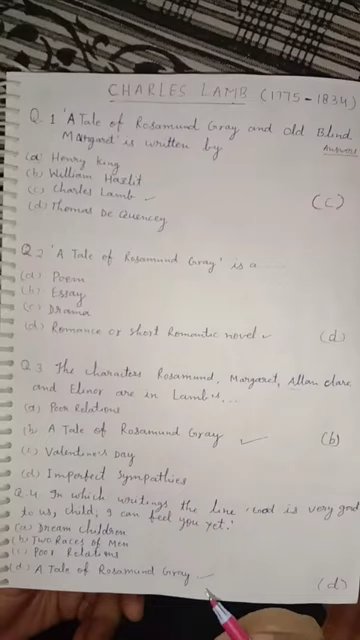 CHARLES LAMB (1775-1834)
Q.1 'A Tale of Rosamund Gray and Old Blind
Margaret' is written by
Answers
(a) Henry King
(b) William Hazlit
(c) Charles Lamb ✓
(C)
(d) Thomas De Quencey
Q.2 'A Tale of Rosamund Gray' is a .....
(a) Poem
(b) Essay
(c) Drama
(d) Romance or short Romantic novel ✓
(d)
Q.3 The characters Rosamund, Margaret, Allan Clare
and Elinor are in Lamb's...
(a) Poor Relations
(b) A Tale of Rosamund Gray ✓
(b)
(c) Valentine's Day
(d) Imperfect Sympathies
Q.4. In which writings the line 'God is very good
to us, child, I can feel you yet.'
(a) Dream Children
(b) Two Races of Men
(c) Poor Relations
(d) A Tale of Rosamund Gray ✓
(d)